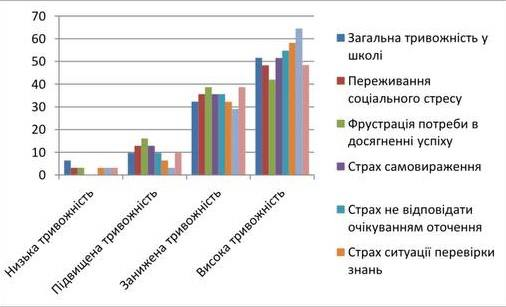 70
60
50
40
30
20
10
0
Низька тривожність
Підвищена тривожність
Занижена тривожність
Висока тривожність
Загальна тривожність у
школі
Переживання
соціального стресу
Фрустрація потреби в
досягненні успіху
Страх самовираження
Страх не відповідати
очікуванням оточення
Страх ситуації перевірки
знань